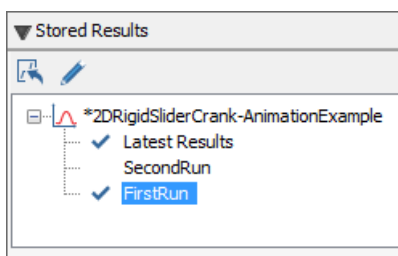 Stored Results
*2DRigidSliderCrank-AnimationExample
Latest Results
SecondRun
FirstRun